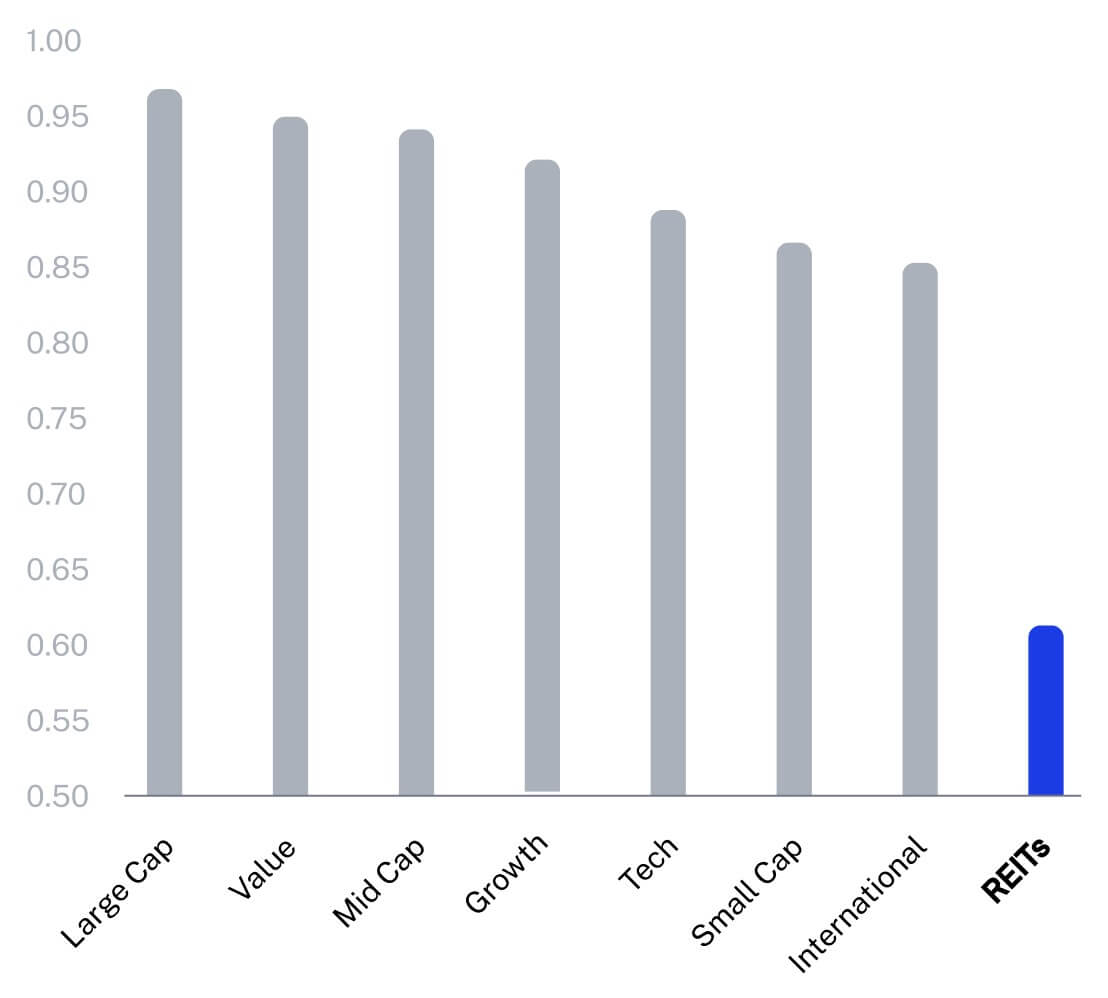 1.00
0.95
0.90
0.85
0.80
0.75
0.70
0.65
0.60
0.55
0.50
Large Cap
Value
Mid Cap
Growth
Tech
Small Cap
International
REITs